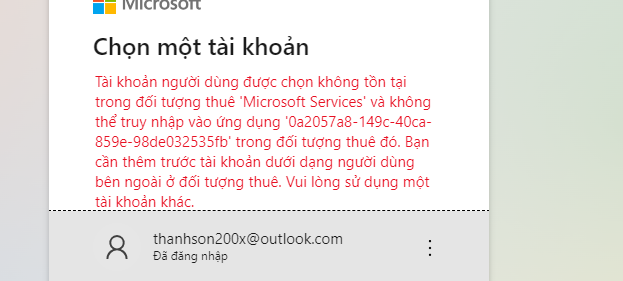 Microsoft
Chọn một tài khoản
Tài khoản người dùng được chọn không tồn tại
trong đối tượng thuê 'Microsoft Services' và không
thể truy nhập vào ứng dụng '0a2057a8-149c-40ca-
859e-98de032535fb' trong đối tượng thuê đó. Bạn
cần thêm trước tài khoản dưới dạng người dùng
bên ngoài ở đối tượng thuê. Vui lòng sử dụng một
tài khoản khác.
thanhson200x@outlook.com
Đã đăng nhập